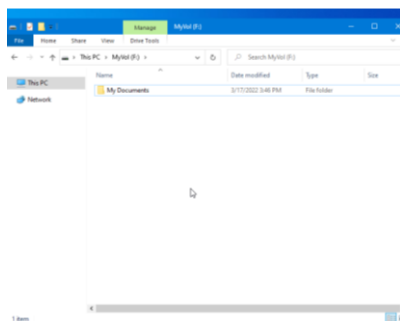 Manage MyVol (F:)
File Home Share View Drive Tools
This PC > MyVol (F:) > Search MyVol (F:)
Name Date modified Type Size
This PC
My Documents 3/17/2022 3:46 PM File folder
Network
1 item